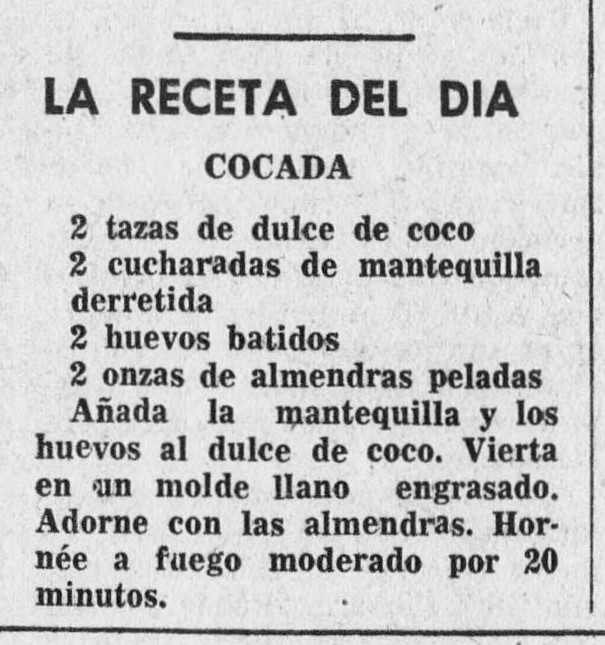 LA RECETA DEL DIA
COCADA
2 tazas de dulce de coco
2 cucharadas de mantequilla
derretida
2 huevos batidos
2 onzas de almendras peladas
Añada la mantequilla y los
huevos al dulce de coco. Vierta
en un molde llano engrasado.
Adorne con las almendras. Hor-
née a fuego moderado por 20
minutos.